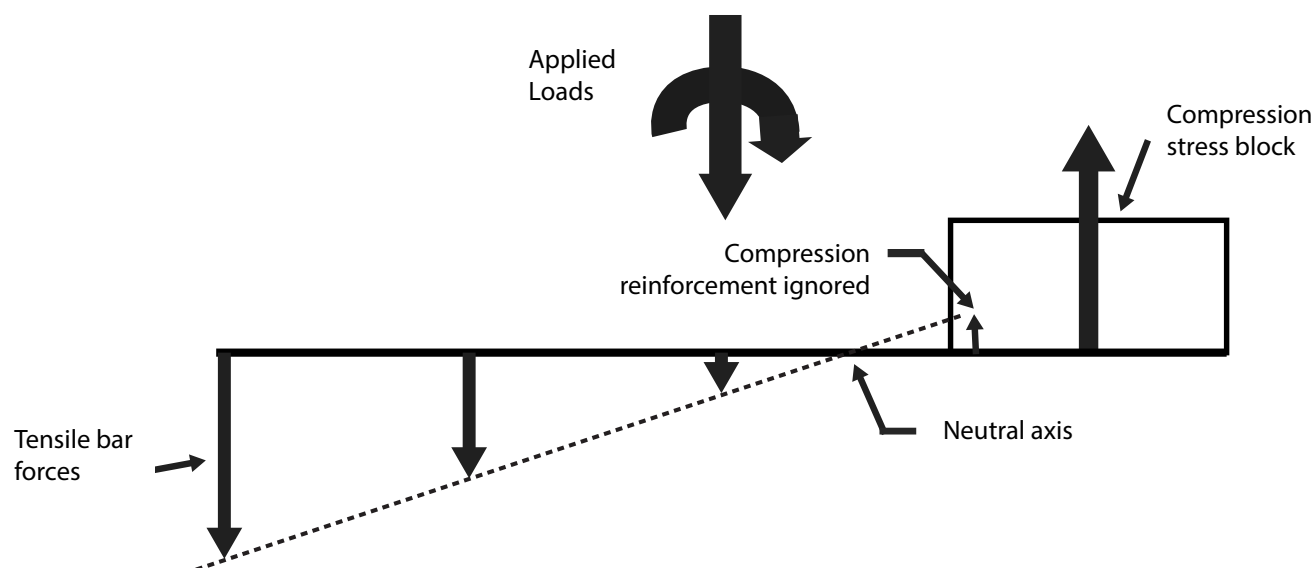 Applied
Loads
Compression
stress block
Compression
reinforcement ignored
Tensile bar
forces
Neutral axis